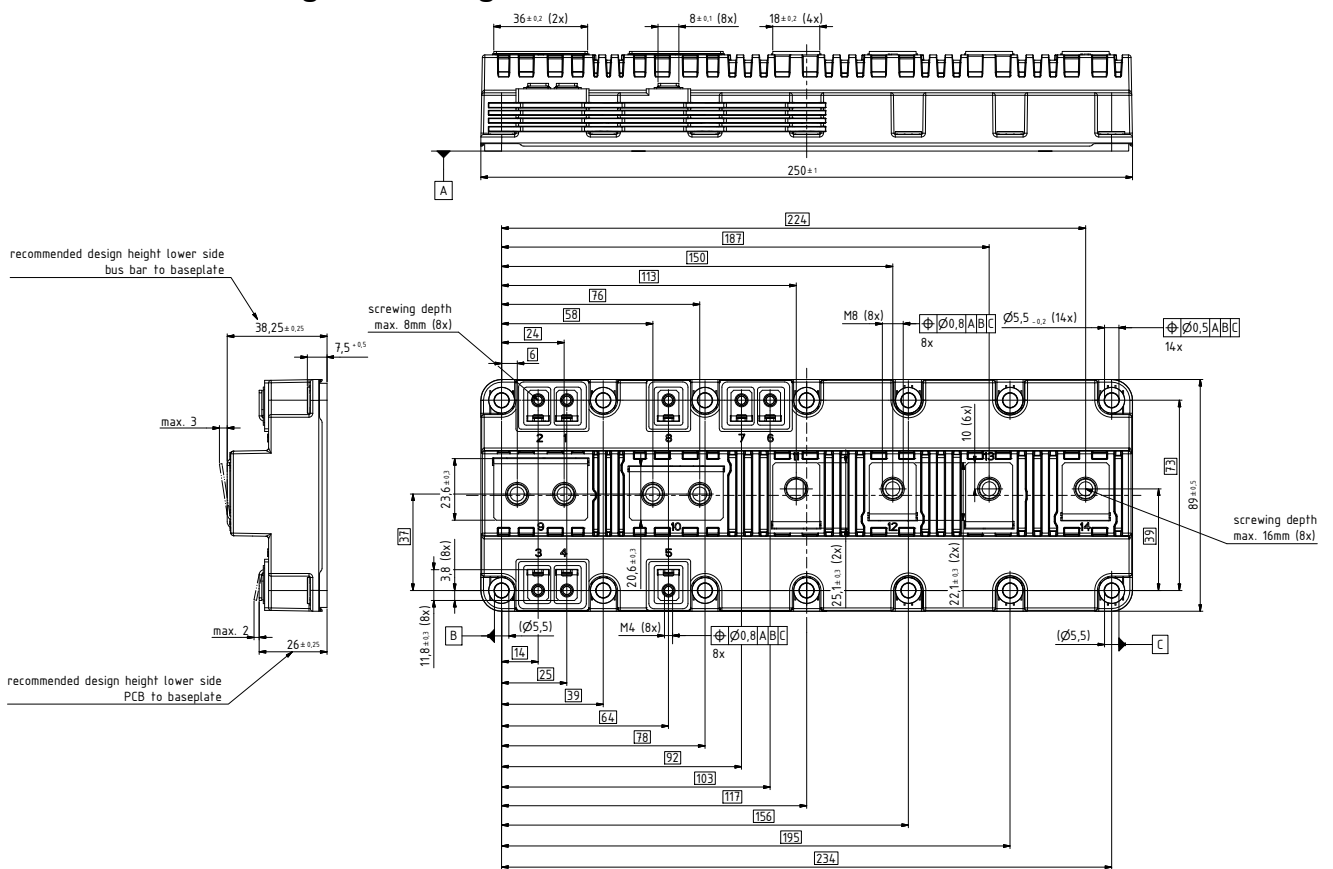 36±0,2 (2x)
8±0,1 (8x)
18±0,2 (4x)
A
250±1
224
187
150
113
76
58
24
6
recommended design height lower side
bus bar to baseplate
38,25±0,25
7,5 +0,5
max. 3
screwing depth
max. 8mm (8x)
M8 (8x)
⌖ Ø0,8 A B C
8x
Ø5,5 -0,2 (14x)
⌖ Ø0,5 A B C
14x
2 1 8 7 6
10 (6x)
11
13
23,6±0,3
37
9
10
12
14
73
89±0,5
39
screwing depth
max. 16mm (8x)
3,8 (8x)
11,8±0,3 (8x)
3 4 5
20,6±0,3
25,1±0,3 (2x)
22,1±0,3 (2x)
max. 2
26±0,25
recommended design height lower side
PCB to baseplate
B
(Ø5,5)
M4 (8x)
⌖ Ø0,8 A B C
8x
(Ø5,5)
C
14
25
39
64
78
92
103
117
156
195
234